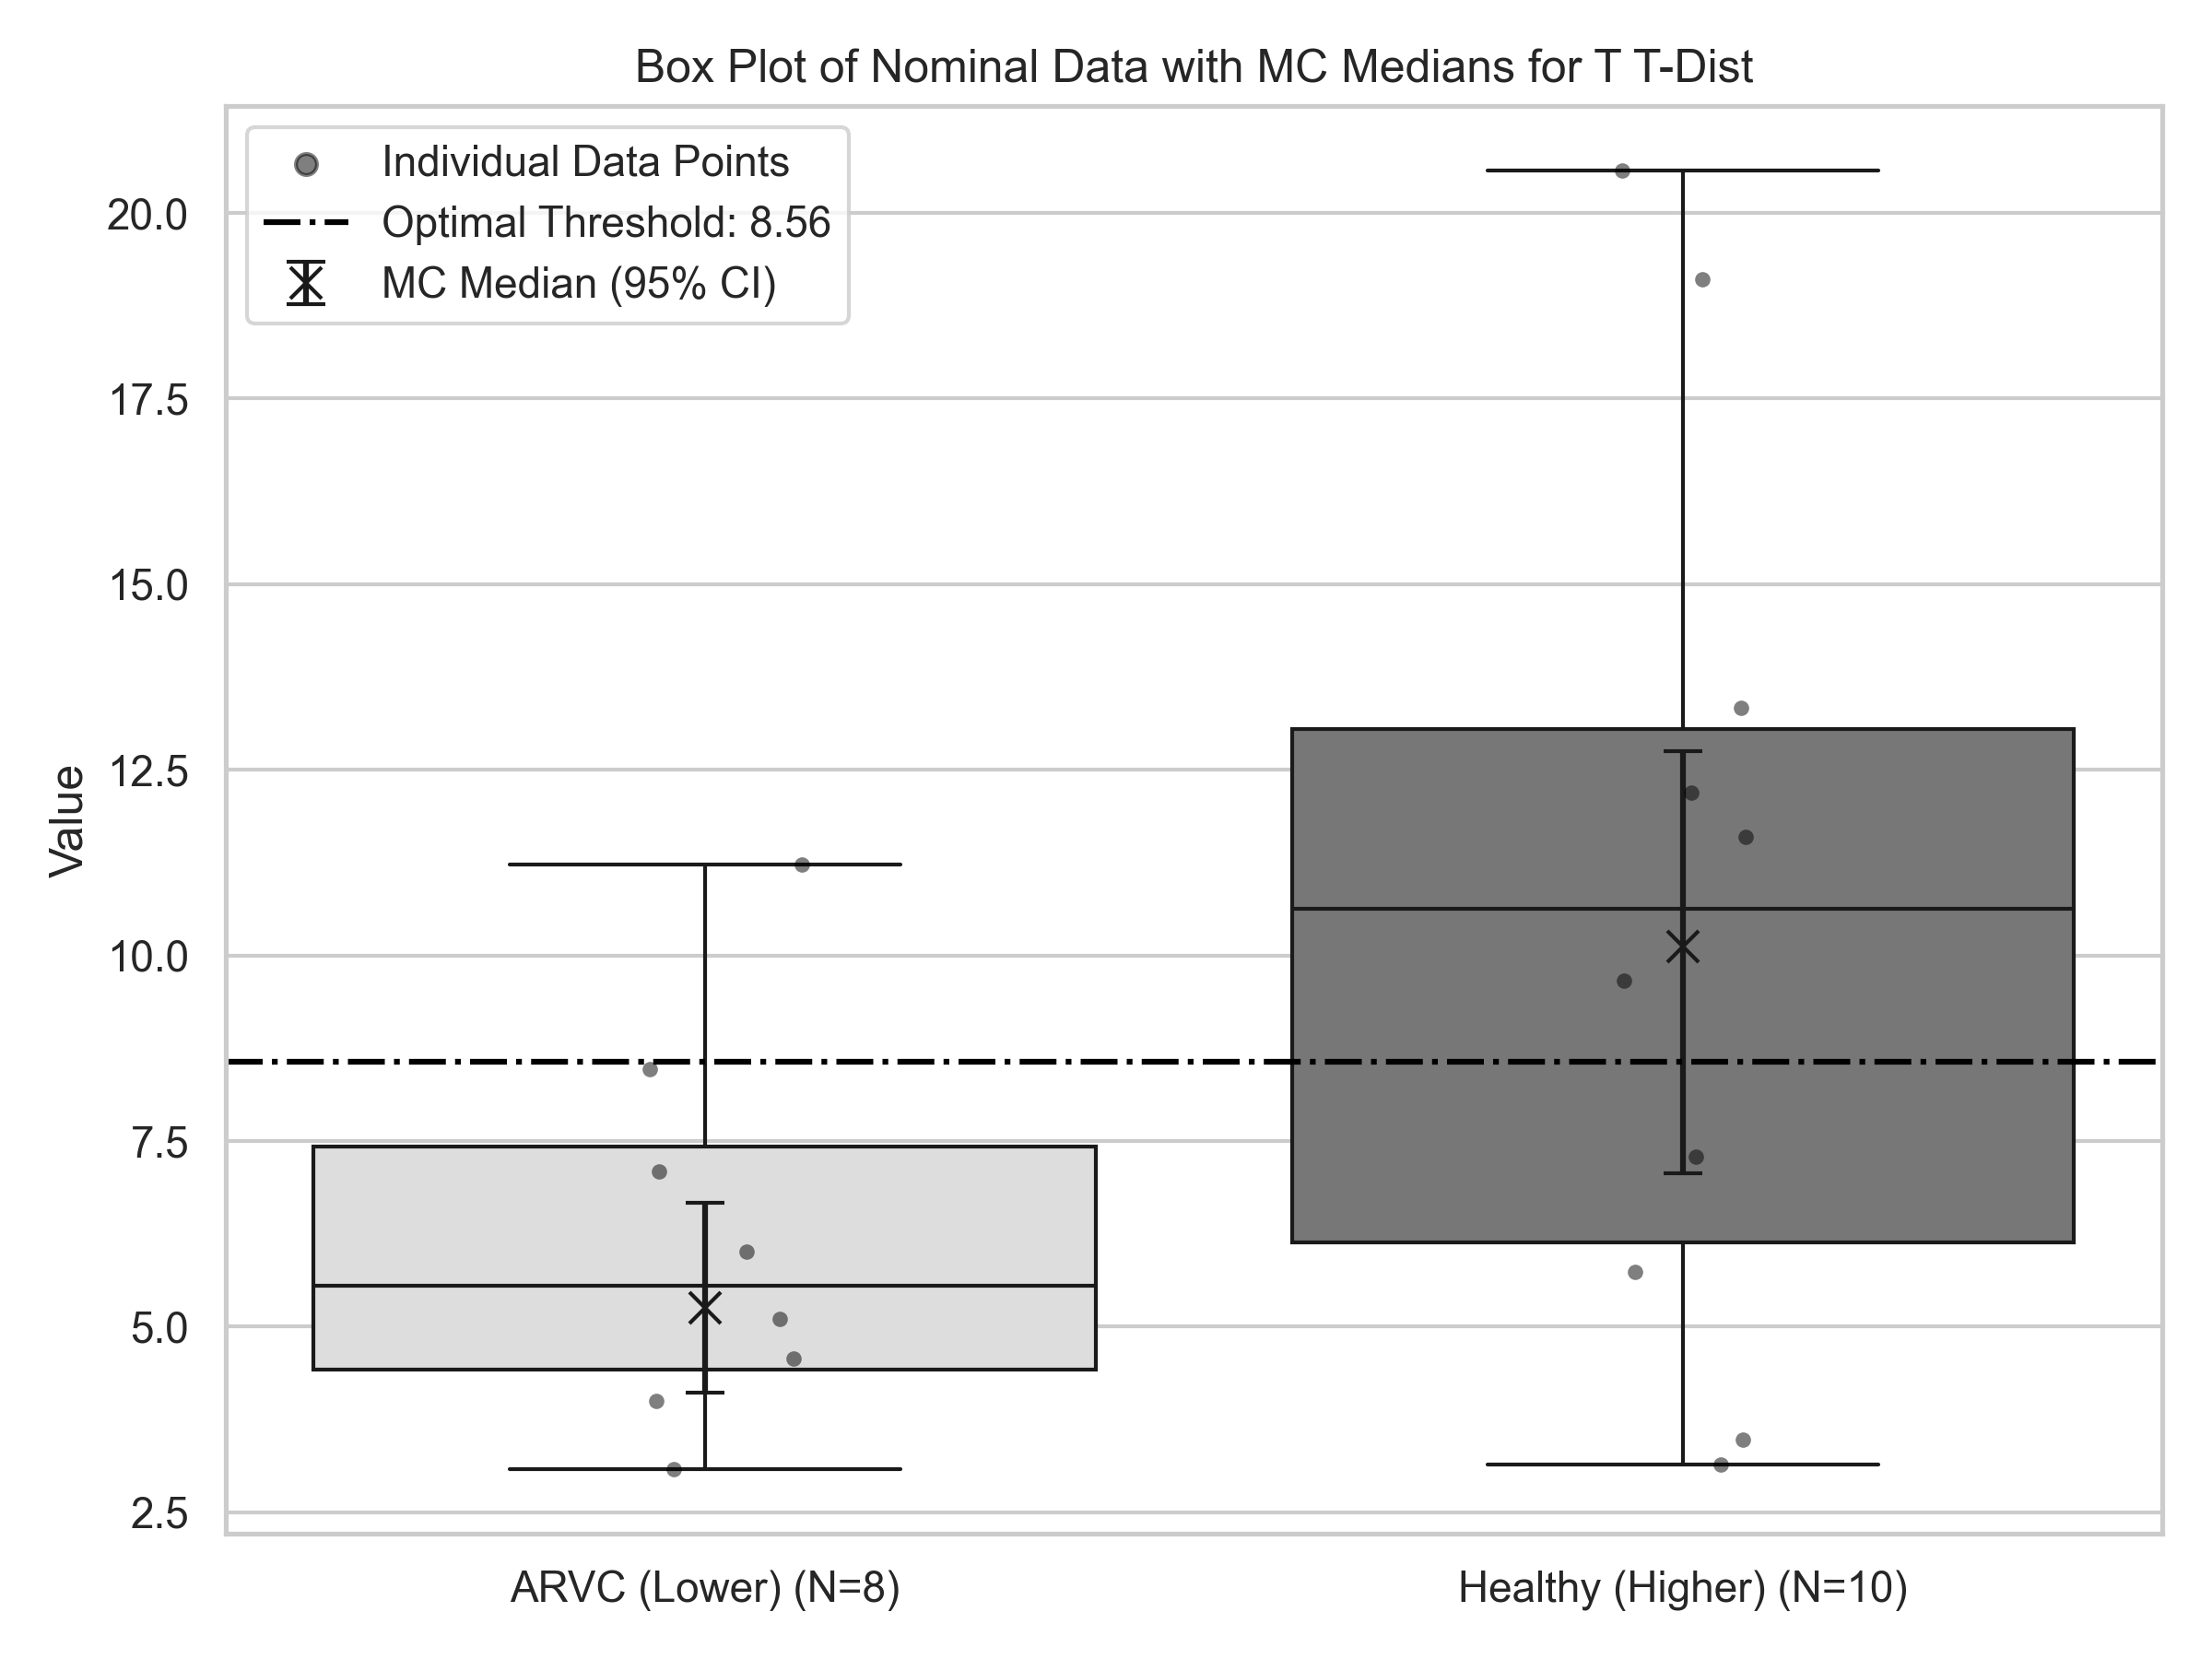 Box Plot of Nominal Data with MC Medians for T T-Dist
Individual Data Points
Optimal Threshold: 8.56
MC Median (95% CI)
20.0
17.5
15.0
12.5
10.0
7.5
5.0
2.5
Value
ARVC (Lower) (N=8)
Healthy (Higher) (N=10)